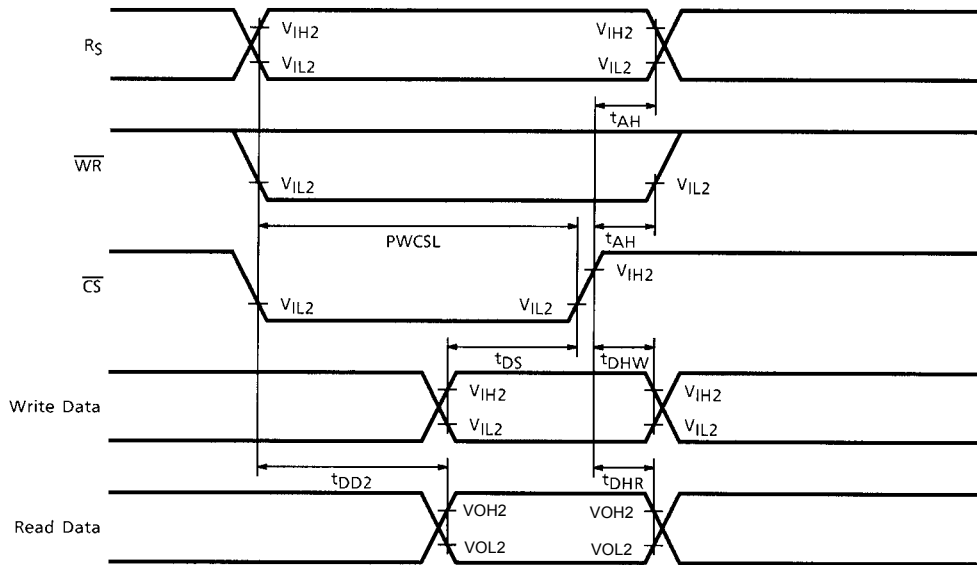 RS
VIH2 VIH2
VIL2 VIL2
tAH
WR
VIL2 VIL2
PWCSL tAH
CS
VIH2
VIL2 VIL2
tDS tDHW
Write Data
VIH2 VIH2
VIL2 VIL2
tDD2 tDHR
Read Data
VOH2 VOH2
VOL2 VOL2